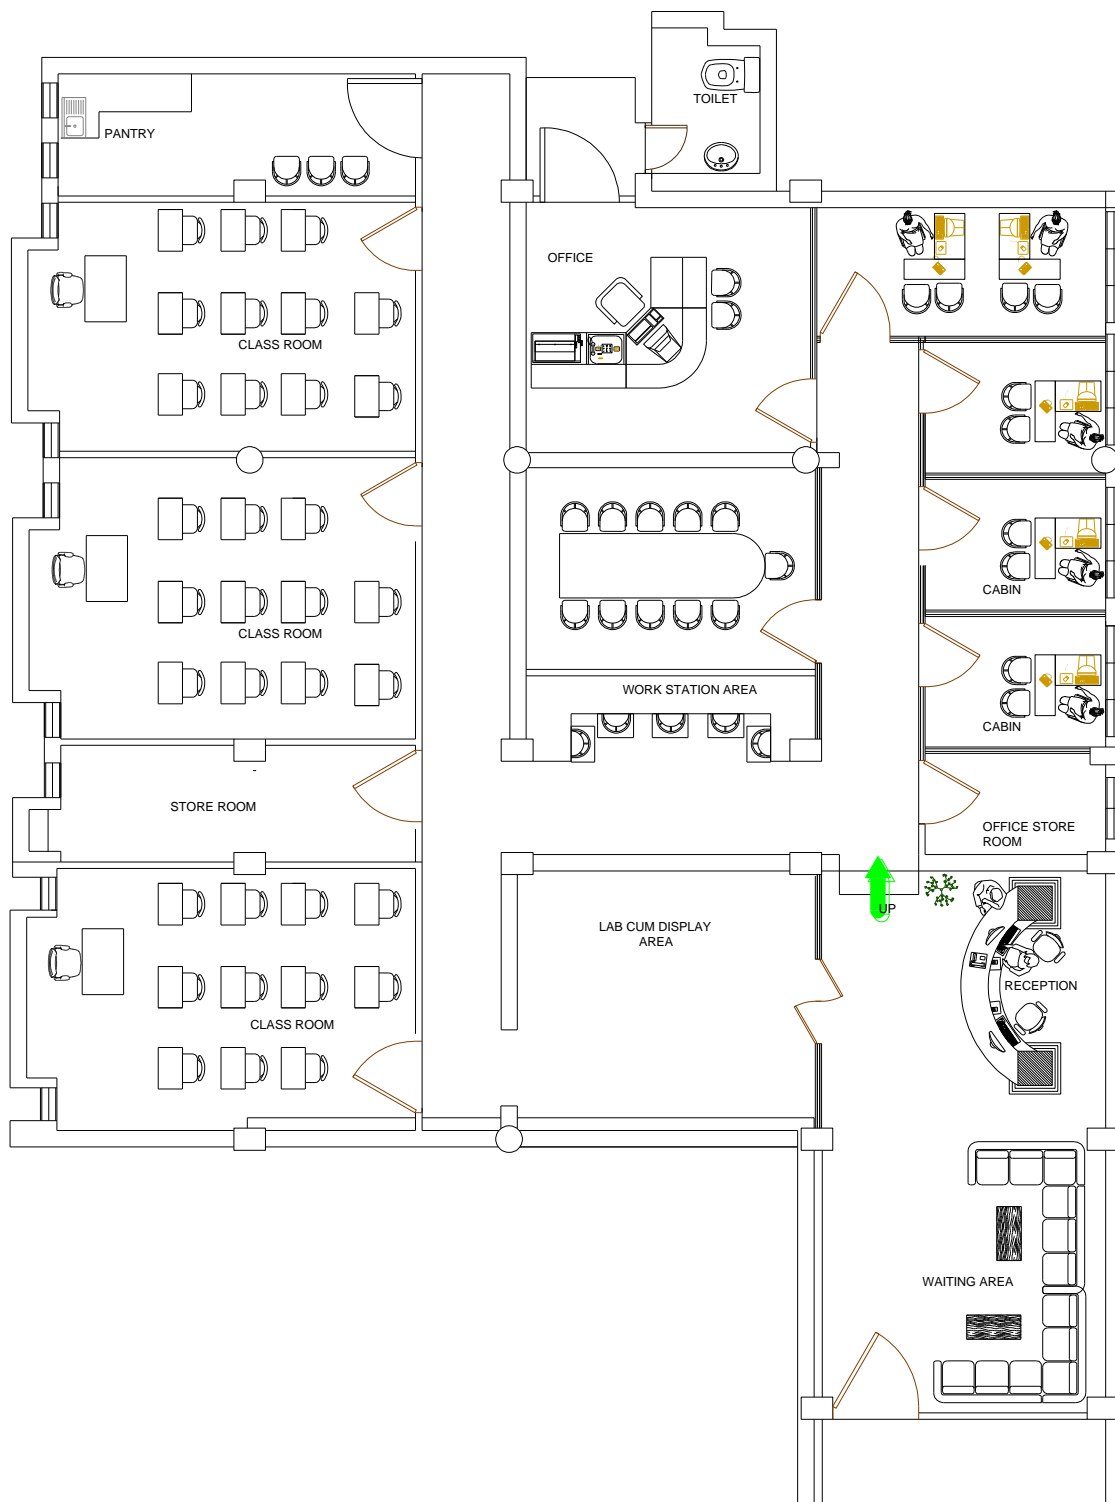 TOILET
PANTRY
OFFICE
CLASS ROOM
CABIN
CLASS ROOM
WORK STATION AREA
CABIN
STORE ROOM
OFFICE STORE
ROOM
UP
LAB CUM DISPLAY
AREA
RECEPTION
CLASS ROOM
WAITING AREA